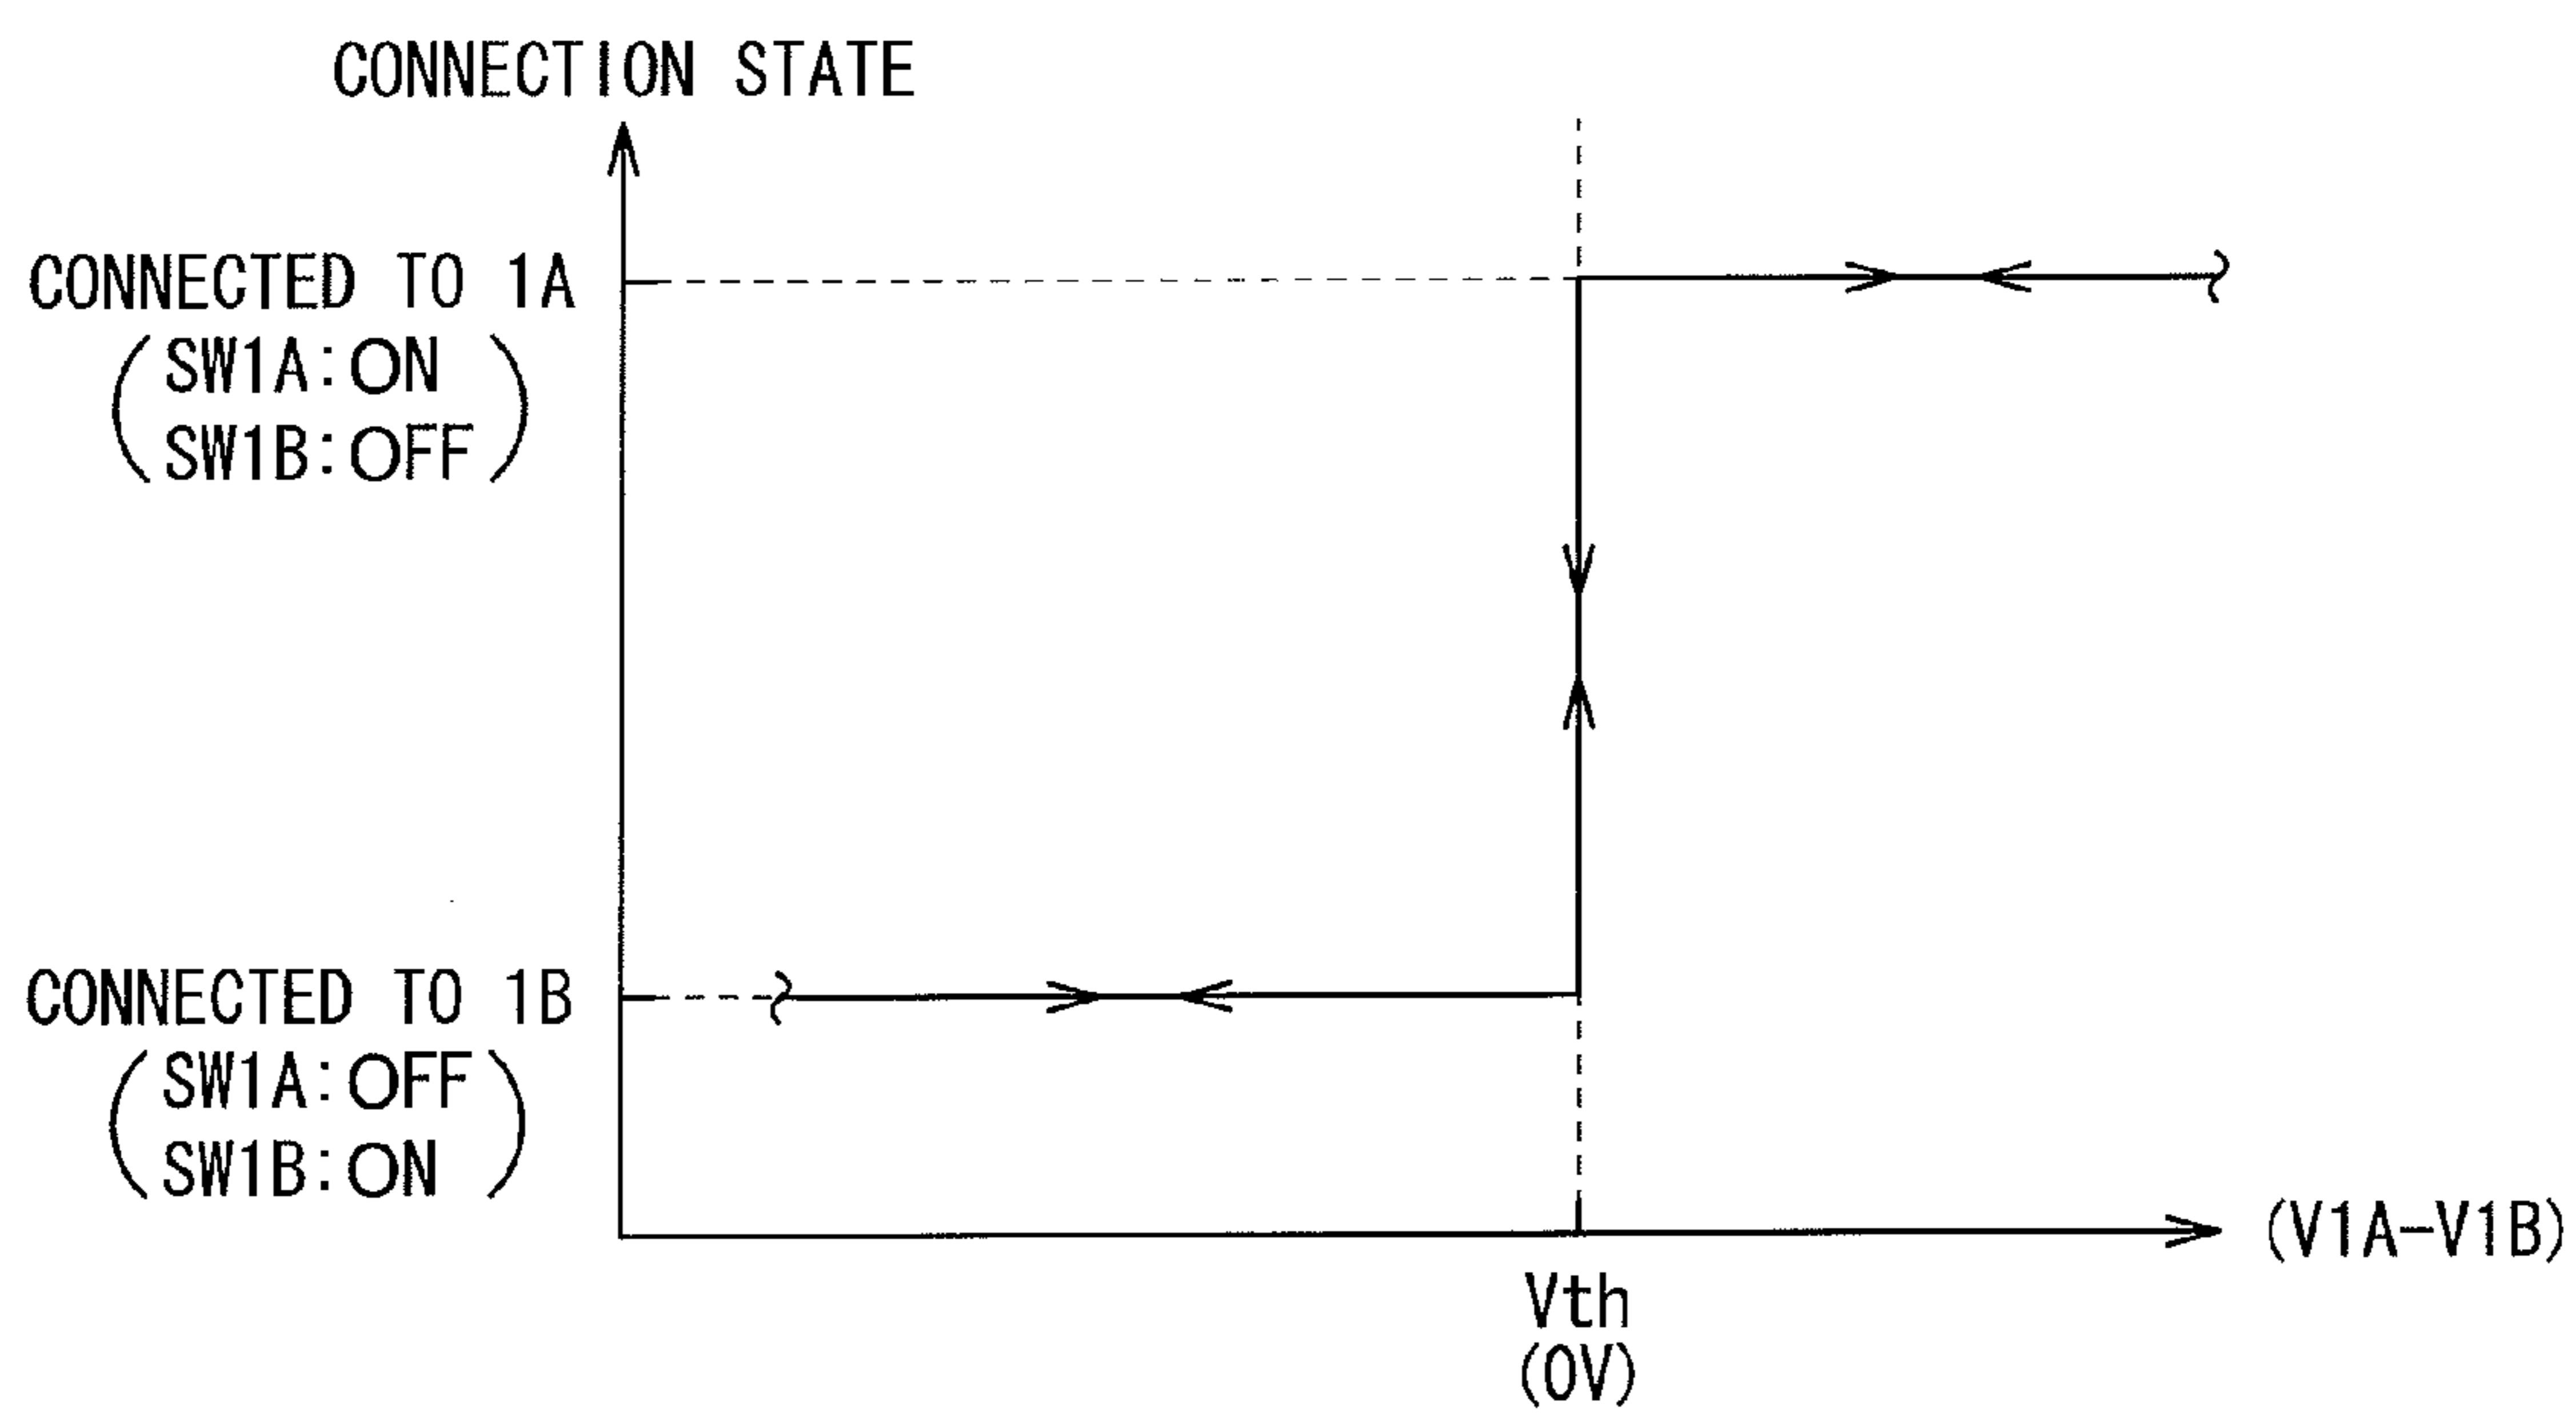 CONNECTION STATE
CONNECTED TO 1A
(SW1A:ON
SW1B:OFF)
CONNECTED TO 1B
(SW1A:OFF
SW1B:ON)
(V1A-V1B)
Vth
(0V)